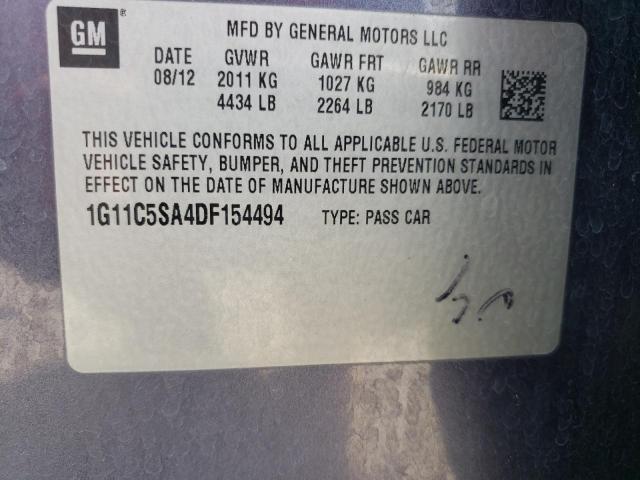 GM ®
MFD BY GENERAL MOTORS LLC
DATE GVWR GAWR FRT GAWR RR
08/12 2011 KG 1027 KG 984 KG
4434 LB 2264 LB 2170 LB
THIS VEHICLE CONFORMS TO ALL APPLICABLE U.S. FEDERAL MOTOR
VEHICLE SAFETY, BUMPER, AND THEFT PREVENTION STANDARDS IN
EFFECT ON THE DATE OF MANUFACTURE SHOWN ABOVE.
1G11C5SA4DF154494 TYPE: PASS CAR